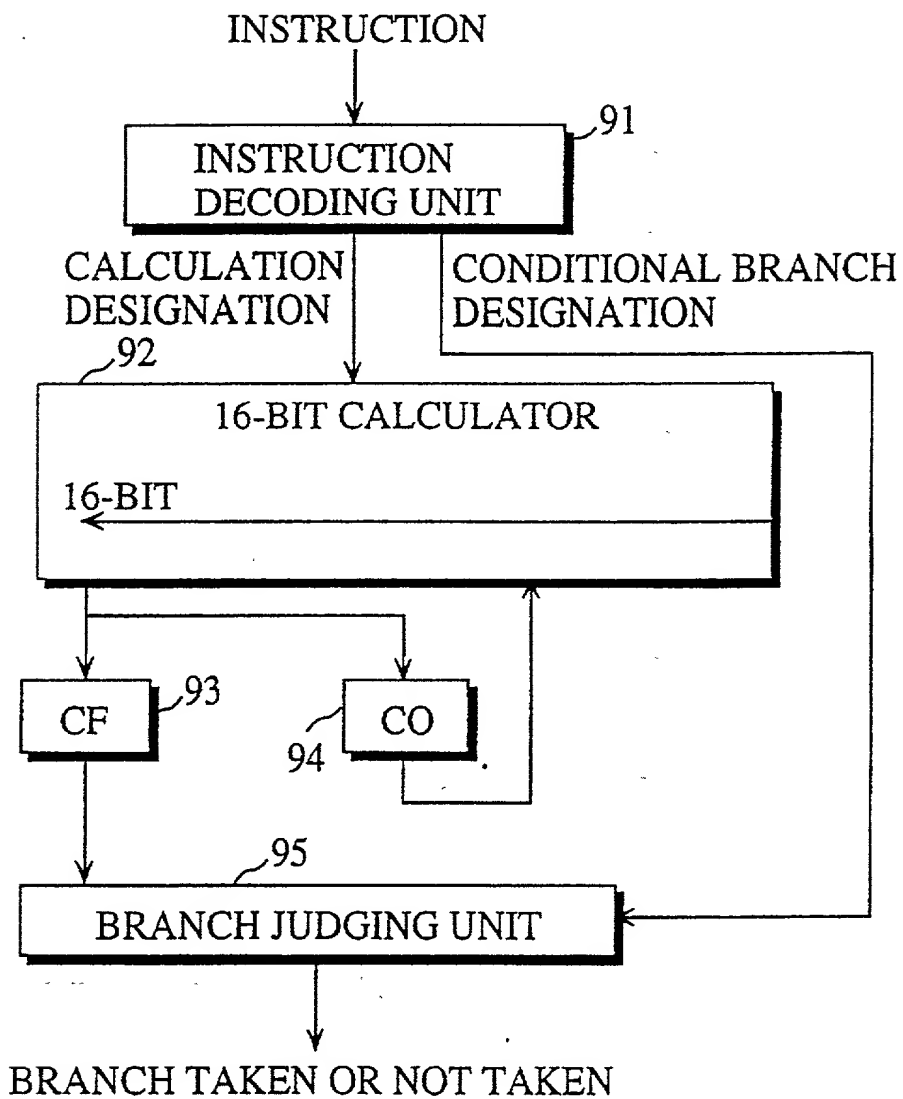 INSTRUCTION
91
INSTRUCTION
DECODING UNIT
CALCULATION
DESIGNATION
CONDITIONAL BRANCH
DESIGNATION
92
16-BIT CALCULATOR
16-BIT
CF
93
CO
94
95
BRANCH JUDGING UNIT
BRANCH TAKEN OR NOT TAKEN